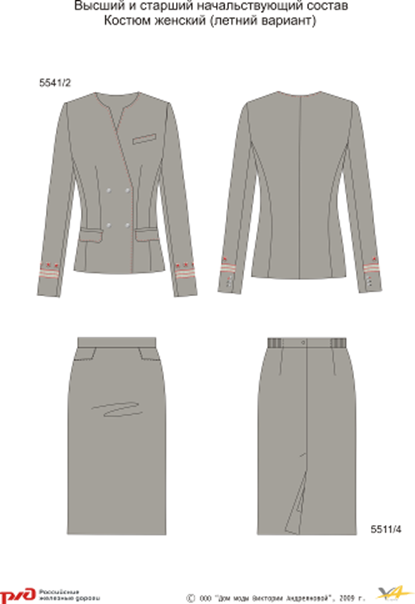 Высший и старший начальствующий состав
Костюм женский (летний вариант)
5541/2
5511/4
РЖД Российские
железные дороги
© ООО "Дом моды Виктории Андреяновой", 2009 г.